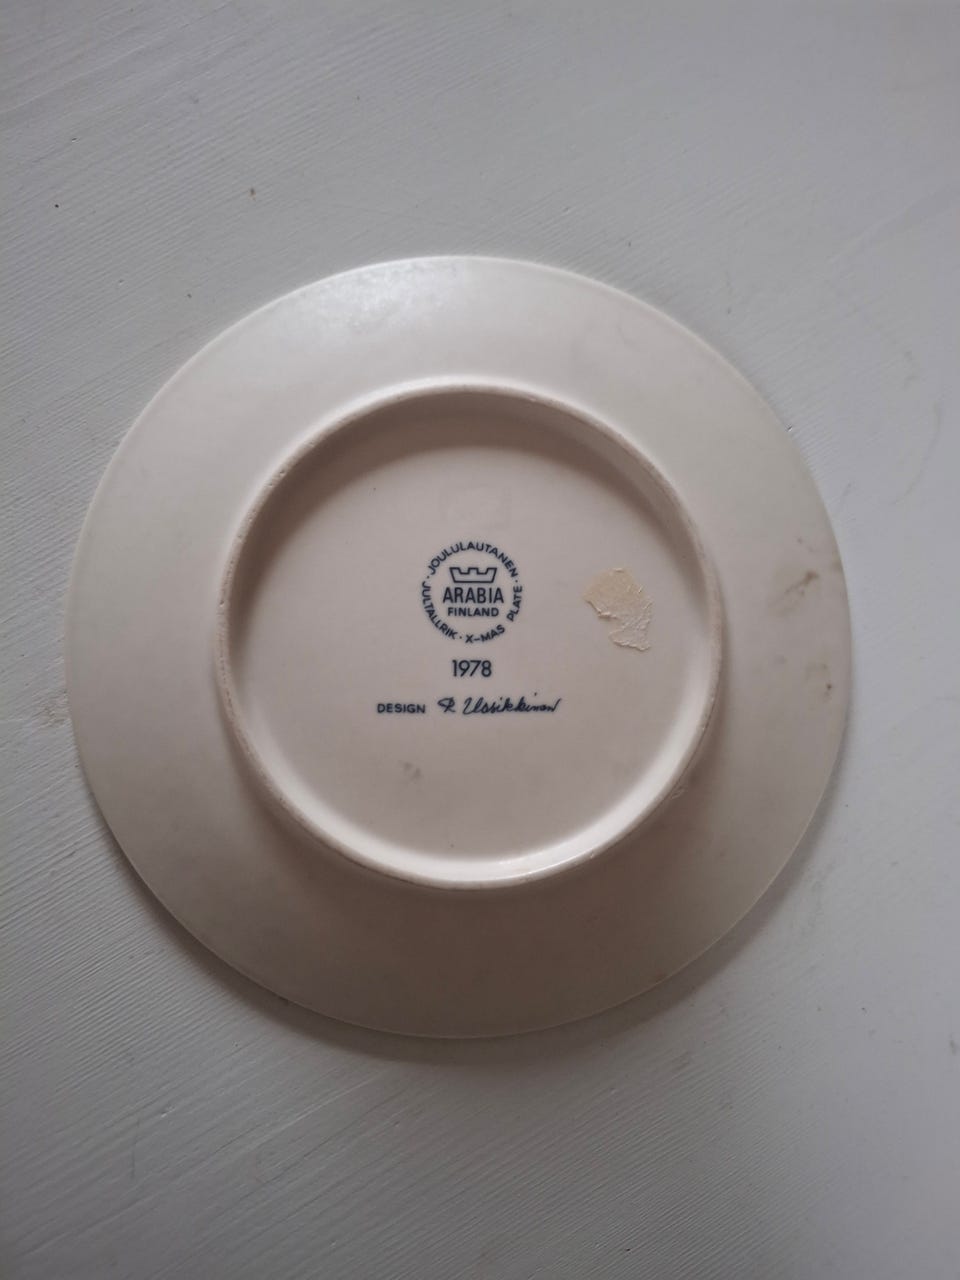 JOULULAUTANEN · X-MAS PLATE · JULTALLRIK ·
ARABIA
FINLAND
1978
DESIGN R. Uosikkinen